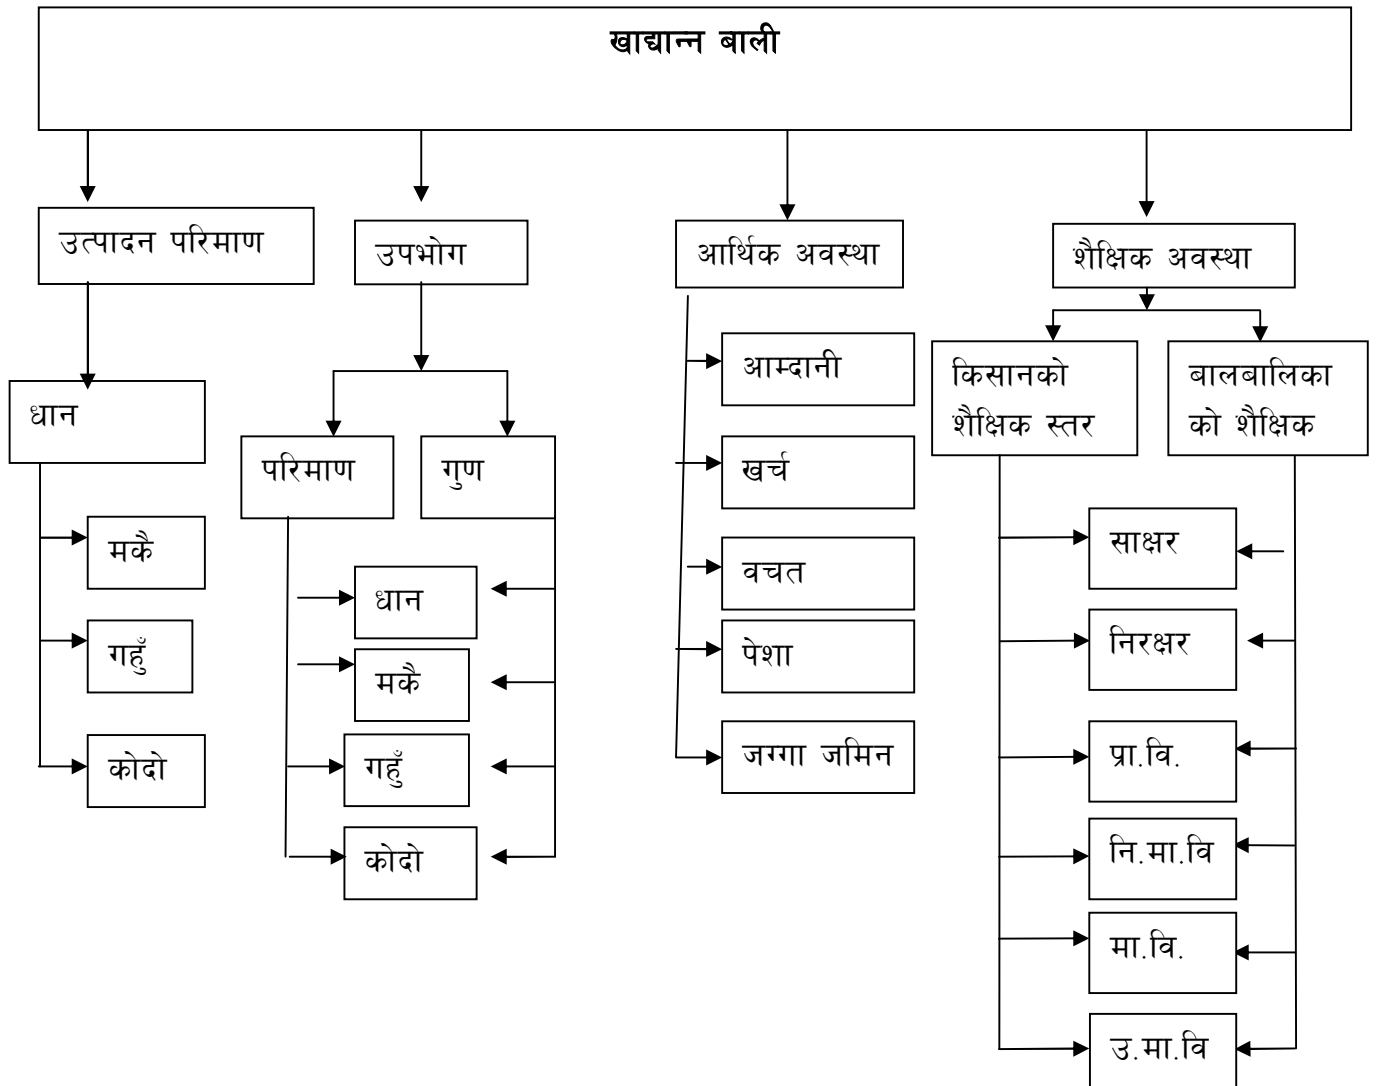 खाद्यान्न बाली
उत्पादन परिमाण
उपभोग
आर्थिक अवस्था
शैक्षिक अवस्था
धान
मकै
गहुँ
कोदो
परिमाण
गुण
धान
मकै
गहुँ
कोदो
आम्दानी
खर्च
वचत
पेशा
जग्गा जमिन
किसानको
शैक्षिक स्तर
बालबालिका
को शैक्षिक
साक्षर
निरक्षर
प्रा.वि.
नि.मा.वि
मा.वि.
उ.मा.वि